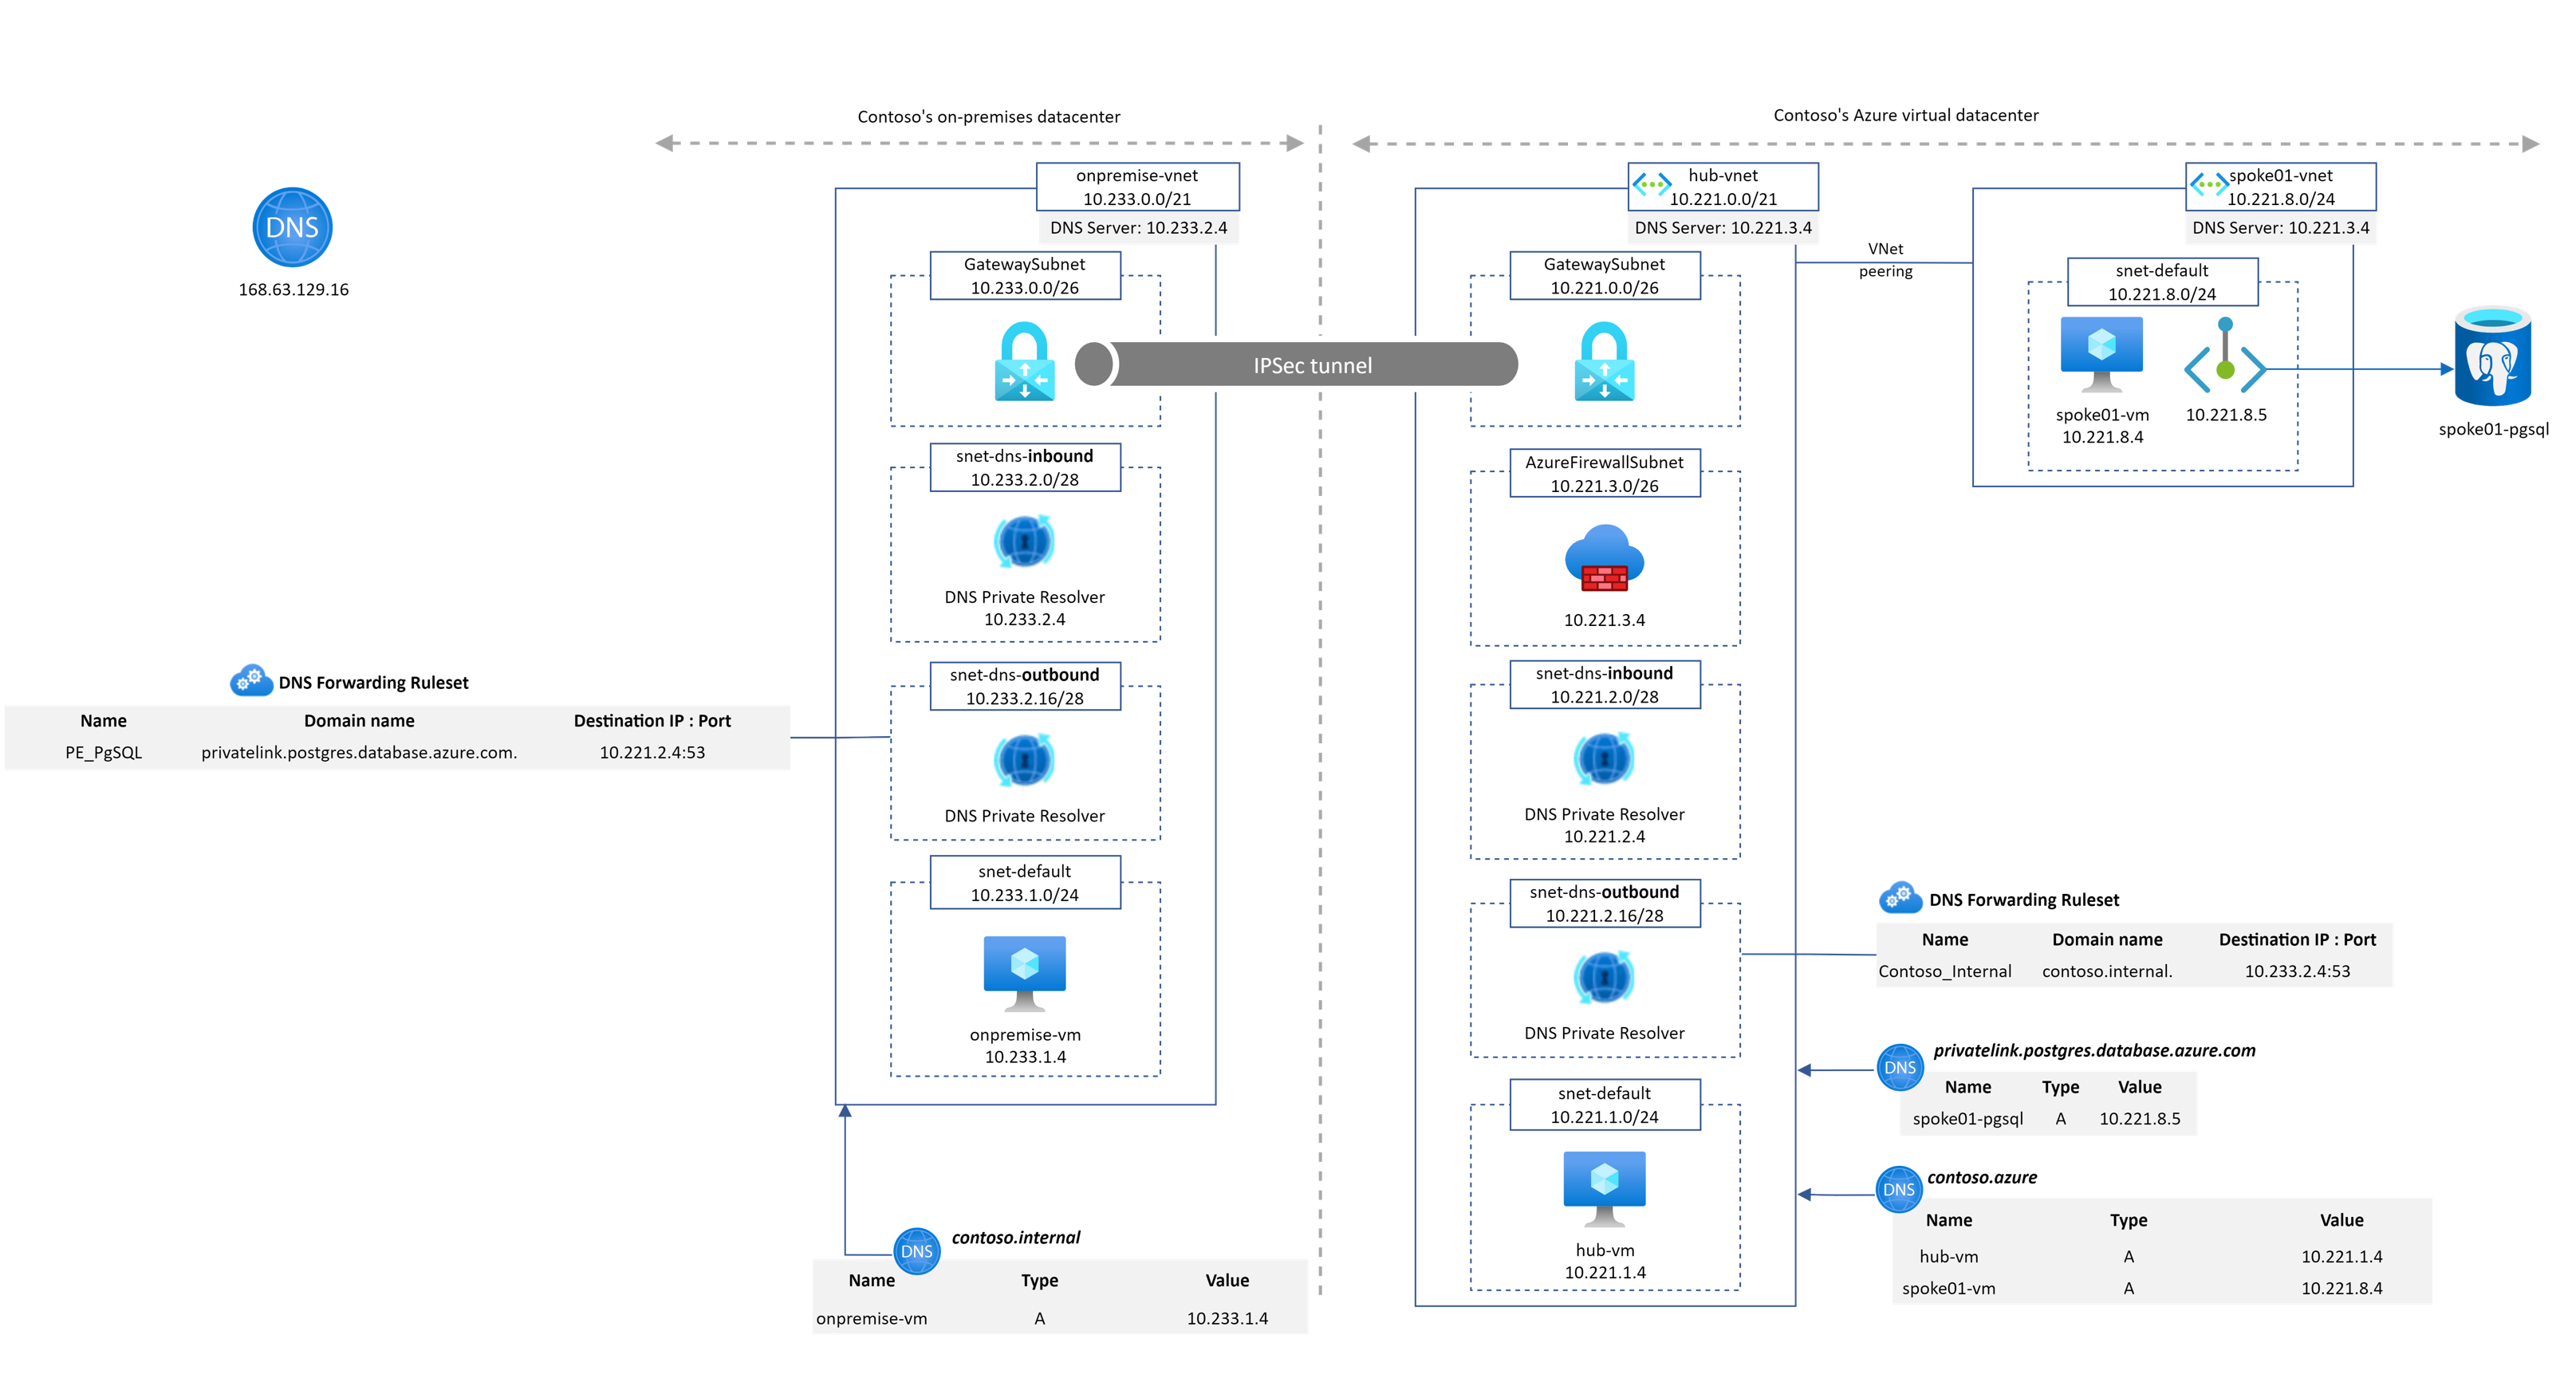 Contoso's on-premises datacenter
Contoso's Azure virtual datacenter
DNS
168.63.129.16
onpremise-vnet
10.233.0.0/21
DNS Server: 10.233.2.4
GatewaySubnet
10.233.0.0/26
IPSec tunnel
snet-dns-inbound
10.233.2.0/28
DNS Private Resolver
10.233.2.4
DNS Forwarding Ruleset
Name Domain name Destination IP : Port
PE_PgSQL privatelink.postgres.database.azure.com. 10.221.2.4:53
snet-dns-outbound
10.233.2.16/28
DNS Private Resolver
snet-default
10.233.1.0/24
onpremise-vm
10.233.1.4
DNS
contoso.internal
Name Type Value
onpremise-vm A 10.233.1.4
hub-vnet
10.221.0.0/21
DNS Server: 10.221.3.4
GatewaySubnet
10.221.0.0/26
AzureFirewallSubnet
10.221.3.0/26
10.221.3.4
snet-dns-inbound
10.221.2.0/28
DNS Private Resolver
10.221.2.4
snet-dns-outbound
10.221.2.16/28
DNS Private Resolver
snet-default
10.221.1.0/24
hub-vm
10.221.1.4
VNet
peering
spoke01-vnet
10.221.8.0/24
DNS Server: 10.221.3.4
snet-default
10.221.8.0/24
spoke01-vm
10.221.8.4
10.221.8.5
spoke01-pgsql
DNS Forwarding Ruleset
Name Domain name Destination IP : Port
Contoso_Internal contoso.internal. 10.233.2.4:53
DNS
privatelink.postgres.database.azure.com
Name Type Value
spoke01-pgsql A 10.221.8.5
DNS
contoso.azure
Name Type Value
hub-vm A 10.221.1.4
spoke01-vm A 10.221.8.4